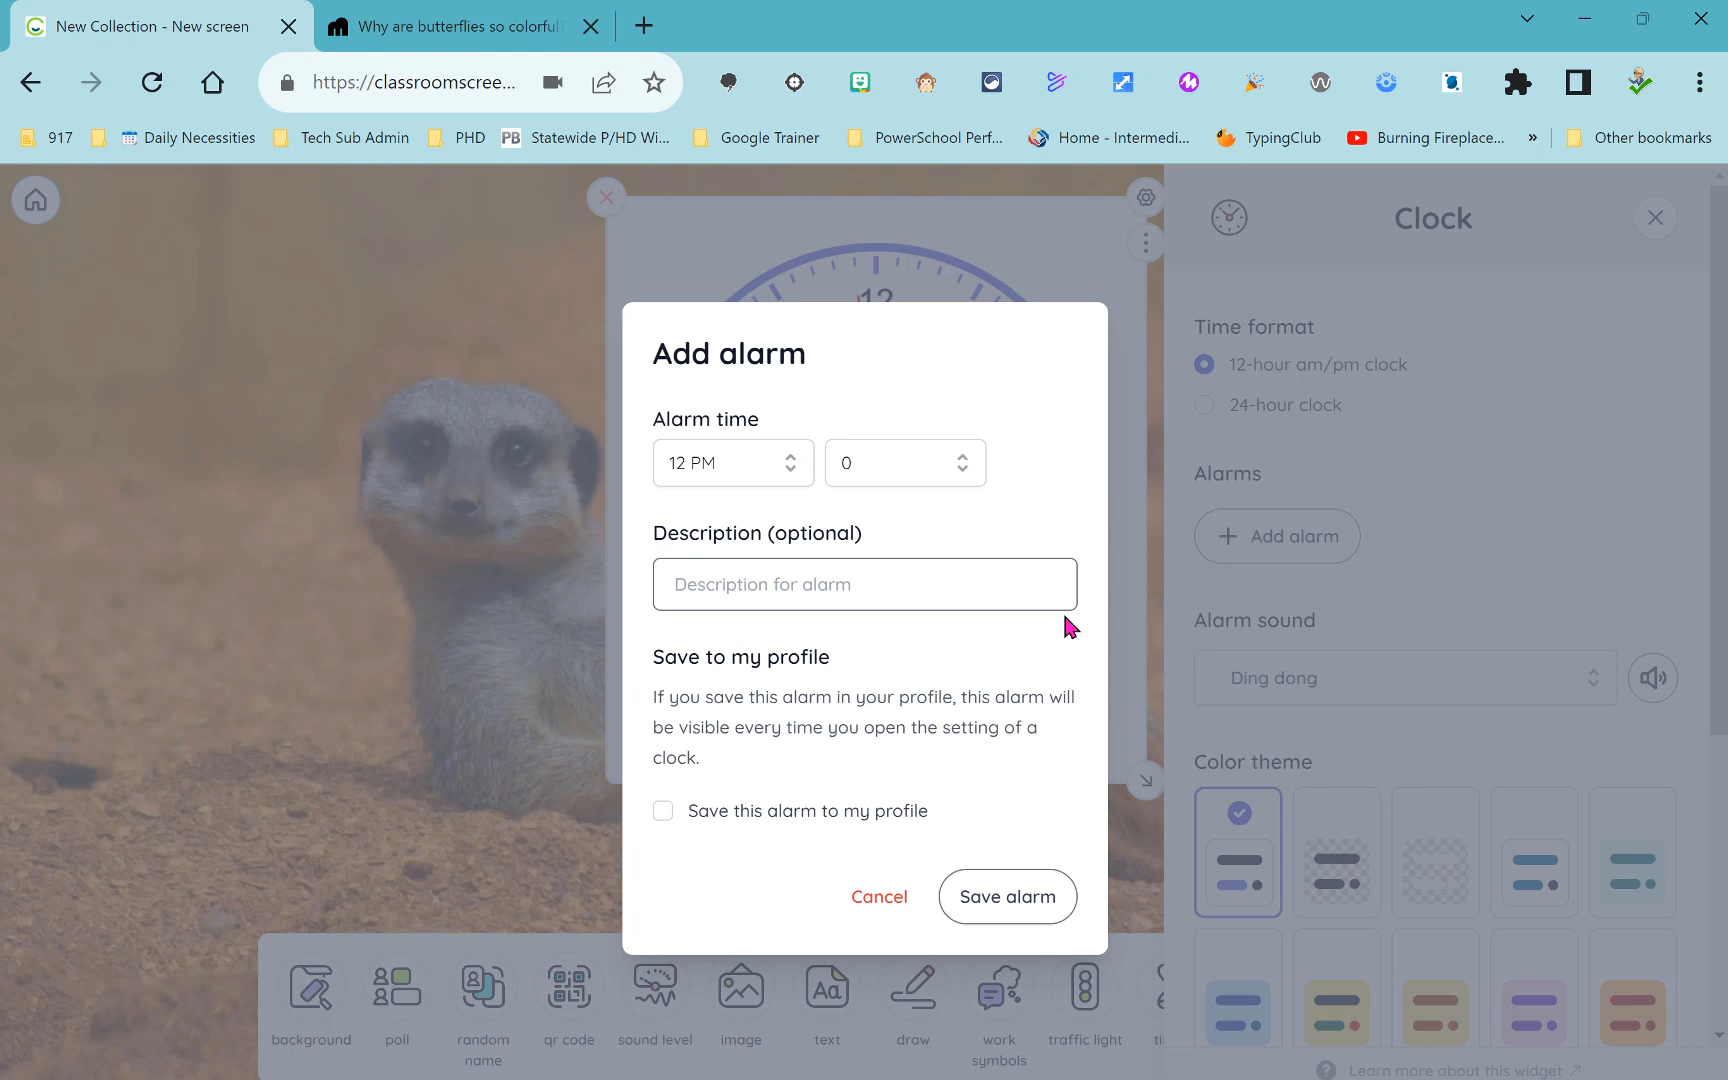 New Collection - New screen
Why are butterflies so colorful
https://classroomscree...
917
Daily Necessities
Tech Sub Admin
PHD
PB Statewide P/HD Wi...
Google Trainer
PowerSchool Perf...
Home - Intermedi...
TypingClub
Burning Fireplace...
»
Other bookmarks
Clock
12
Add alarm
Alarm time
12 PM
0
Description (optional)
Description for alarm
Save to my profile
If you save this alarm in your profile, this alarm will
be visible every time you open the setting of a
clock.
Save this alarm to my profile
Cancel
Save alarm
Time format
12-hour am/pm clock
24-hour clock
Alarms
+ Add alarm
Alarm sound
Ding dong
Color theme
background
poll
random
name
qr code
sound level
image
Aa
text
draw
work
symbols
traffic light
ti
? Learn more about this widget